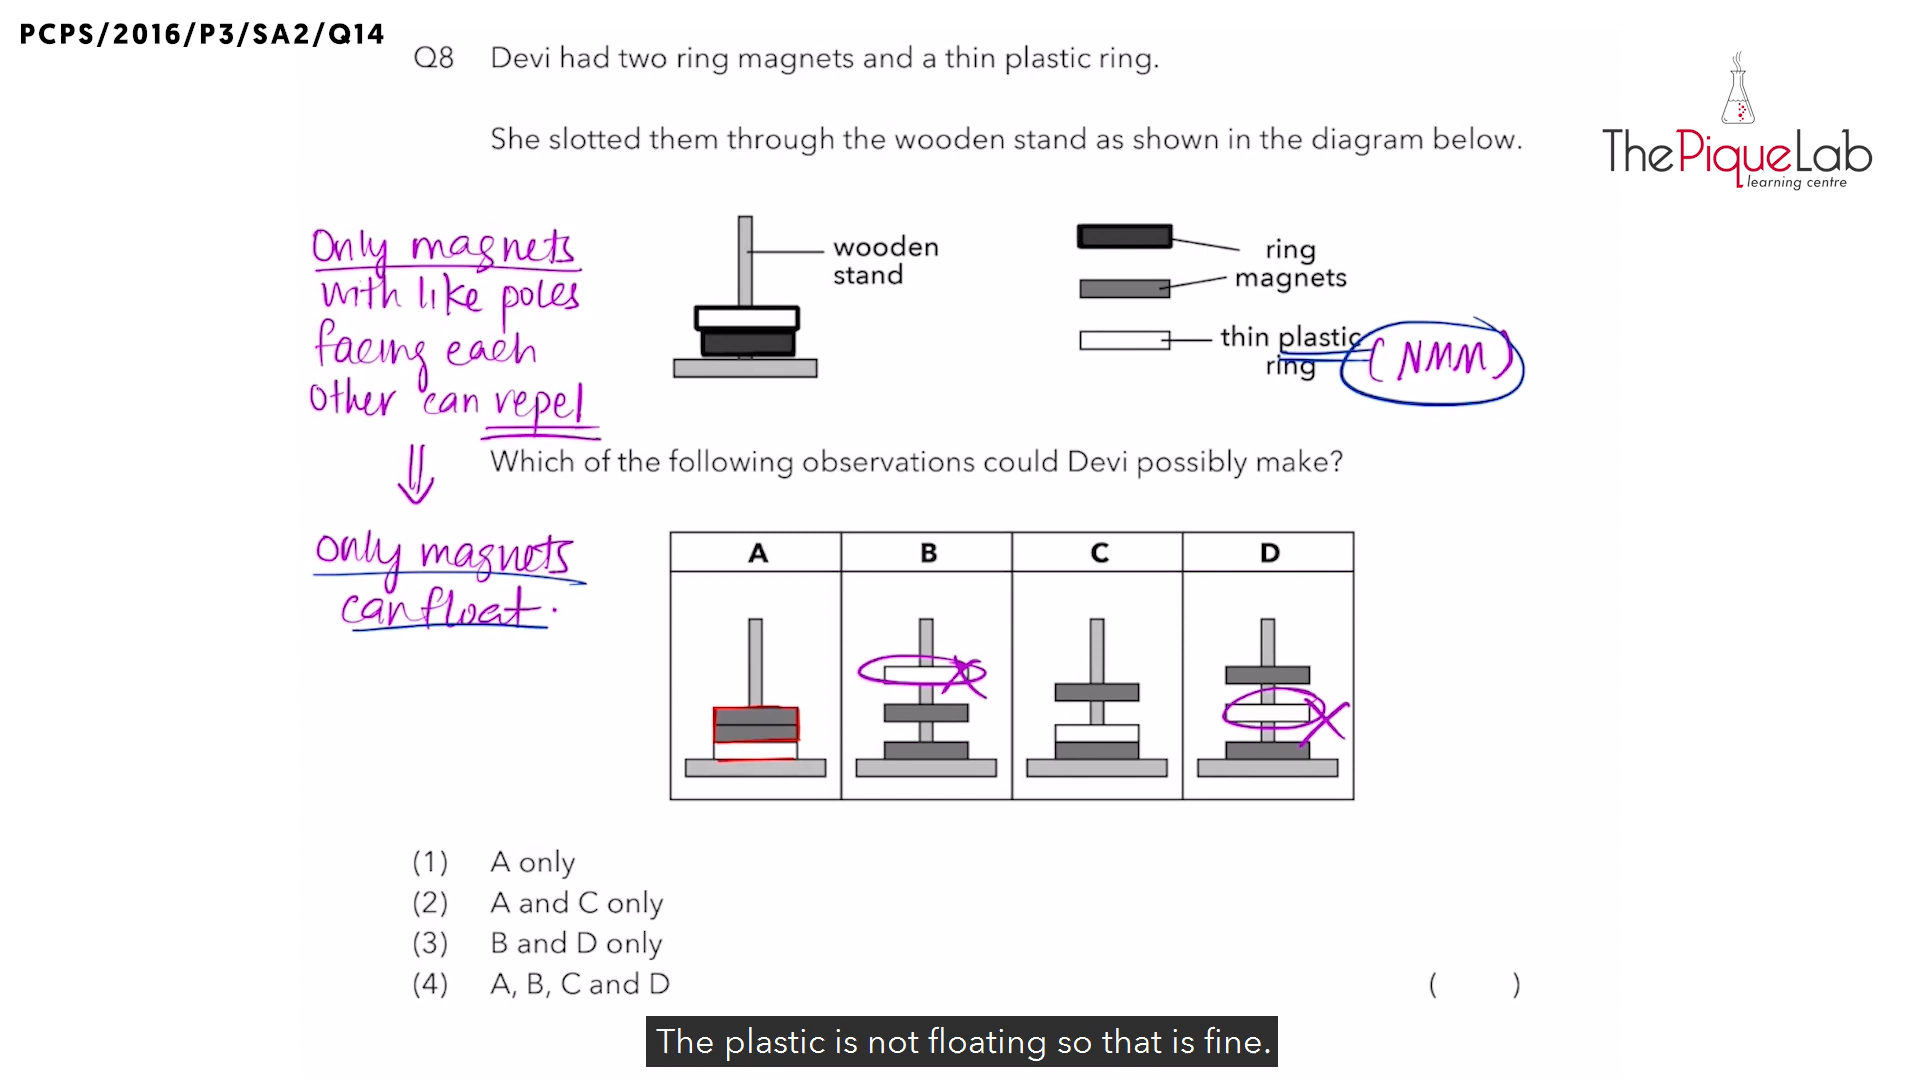 PCPS/2016/P3/SA2/Q14
Q8 Devi had two ring magnets and a thin plastic ring.
She slotted them through the wooden stand as shown in the diagram below.
ThePiqueLab
learning centre
Only magnets
with like poles
facing each
other can repel
⇓
only magnets
can float.
wooden
stand
ring
magnets
thin plastic
ring
(NMM)
Which of the following observations could Devi possibly make?
A B C D
(1) A only
(2) A and C only
(3) B and D only
(4) A, B, C and D
( )
The plastic is not floating so that is fine.